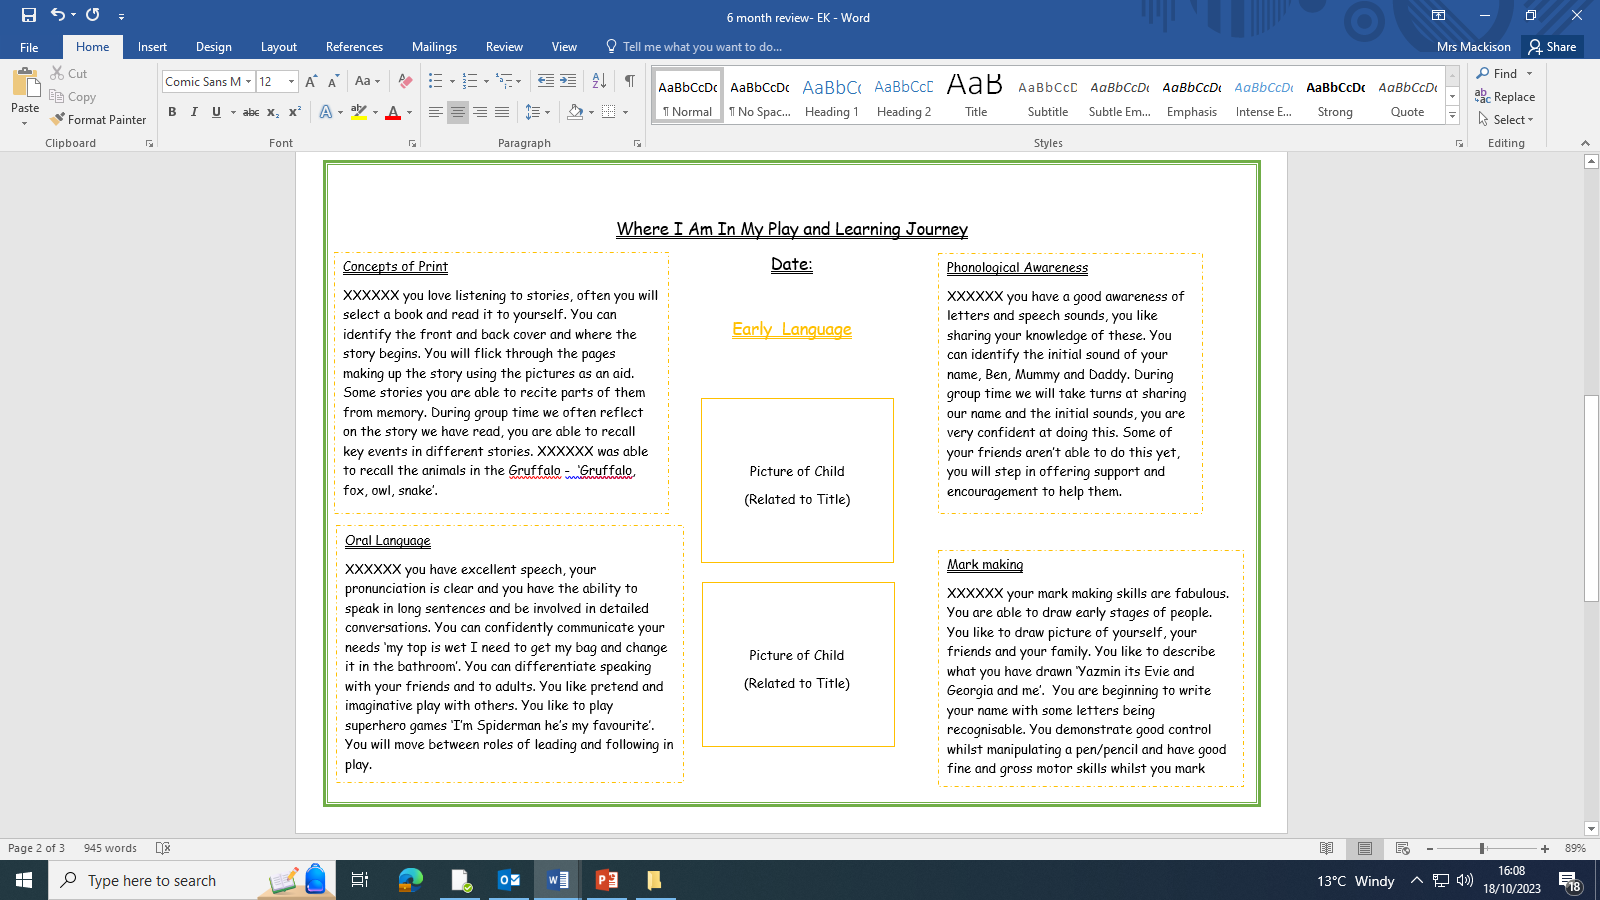 6 month review- EK - Word
File
Home
Insert
Design
Layout
References
Mailings
Review
View
Tell me what you want to do...
Mrs Mackison
Share
Paste
Cut
Copy
Format Painter
Clipboard
Comic Sans M
12
Aa
B I U abc x₂ x²
A
Font
Paragraph
AaBbCcDc
¶ Normal
AaBbCcDc
¶ No Spac...
AaBbCc
Heading 1
AaBbCcD
Heading 2
AaB
Title
AaBbCcD
Subtitle
AaBbCcDc
Subtle Em...
AaBbCcDc
Emphasis
AaBbCcDc
Intense E...
AaBbCcDc
Strong
AaBbCcDc
Quote
Styles
Find
Replace
Select
Editing
Where I Am In My Play and Learning Journey
Date:
Early Language
Concepts of Print
XXXXXX you love listening to stories, often you will
select a book and read it to yourself. You can
identify the front and back cover and where the
story begins. You will flick through the pages
making up the story using the pictures as an aid.
Some stories you are able to recite parts of them
from memory. During group time we often reflect
on the story we have read, you are able to recall
key events in different stories. XXXXXX was able
to recall the animals in the Gruffalo - ‘Gruffalo,
fox, owl, snake’.
Phonological Awareness
XXXXXX you have a good awareness of
letters and speech sounds, you like
sharing your knowledge of these. You
can identify the initial sound of your
name, Ben, Mummy and Daddy. During
group time we will take turns at sharing
our name and the initial sounds, you are
very confident at doing this. Some of
your friends aren’t able to do this yet,
you will step in offering support and
encouragement to help them.
Picture of Child
(Related to Title)
Oral Language
XXXXXX you have excellent speech, your
pronunciation is clear and you have the ability to
speak in long sentences and be involved in detailed
conversations. You can confidently communicate your
needs ‘my top is wet I need to get my bag and change
it in the bathroom’. You can differentiate speaking
with your friends and to adults. You like pretend and
imaginative play with others. You like to play
superhero games ‘I’m Spiderman he’s my favourite’.
You will move between roles of leading and following in
play.
Picture of Child
(Related to Title)
Mark making
XXXXXX your mark making skills are fabulous.
You are able to draw early stages of people.
You like to draw picture of yourself, your
friends and your family. You like to describe
what you have drawn ‘Yazmin its Evie and
Georgia and me’. You are beginning to write
your name with some letters being
recognisable. You demonstrate good control
whilst manipulating a pen/pencil and have good
fine and gross motor skills whilst you mark
Page 2 of 3
945 words
89%
Type here to search
13°C Windy
16:08
18/10/2023
18